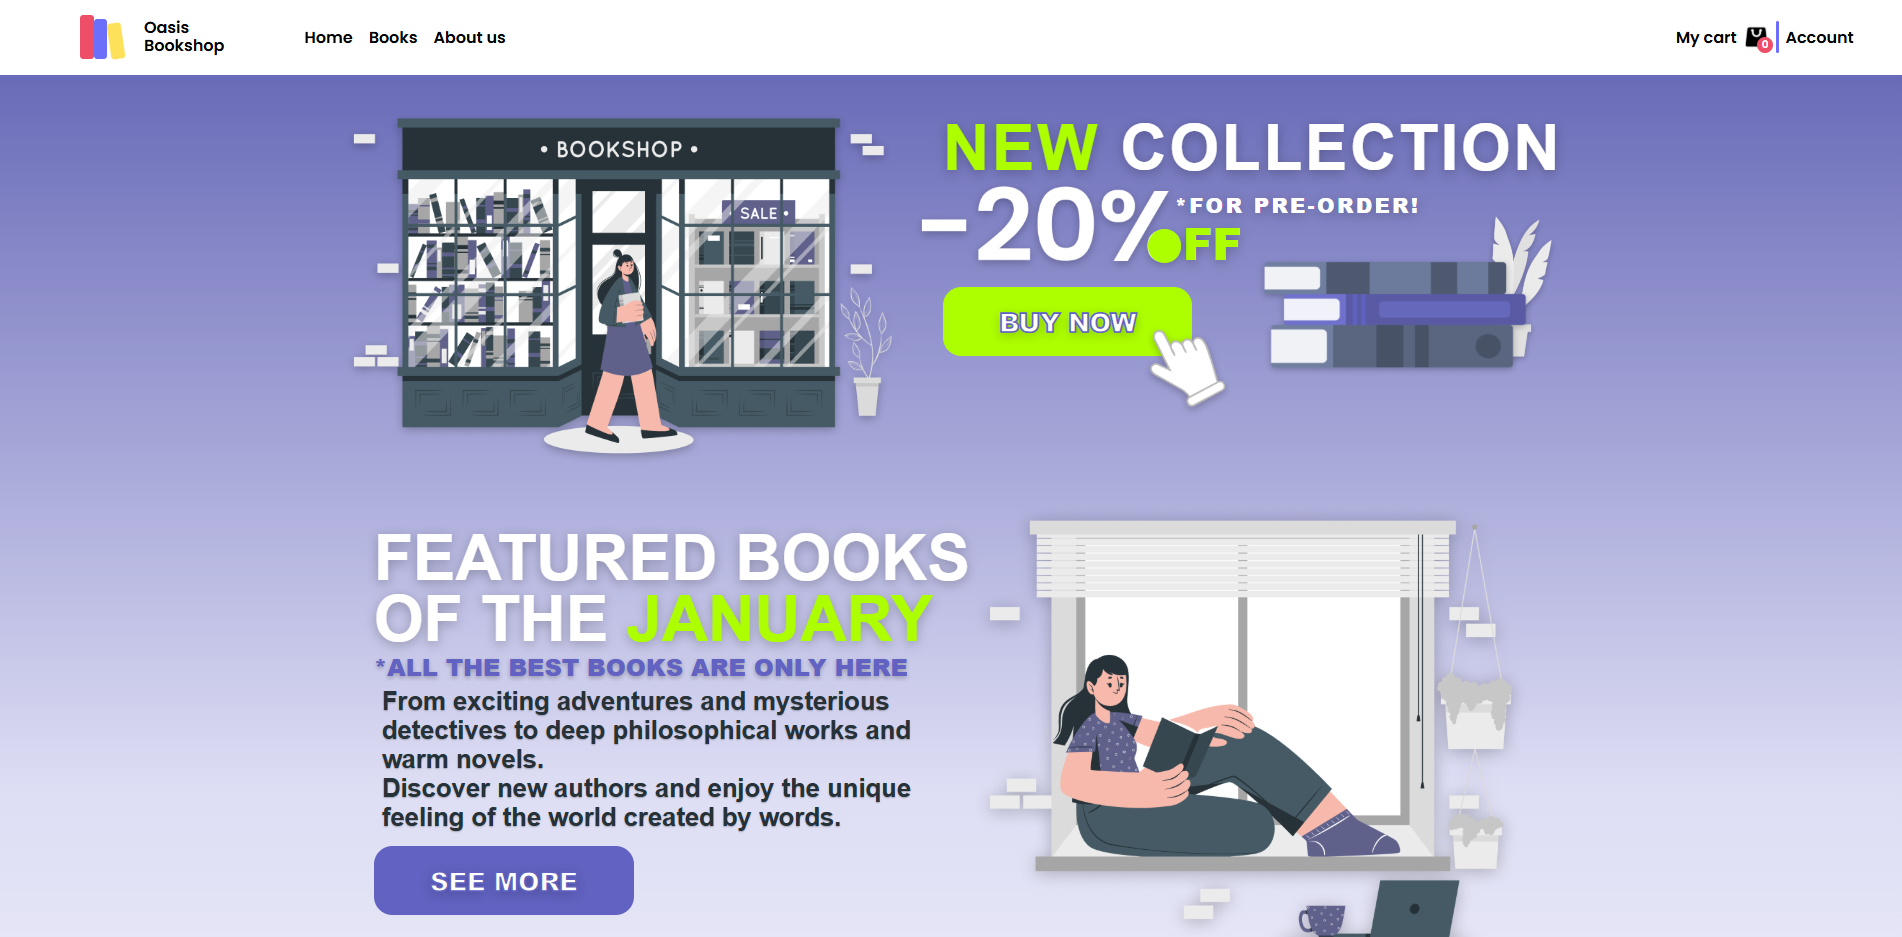 Oasis
Bookshop
Home Books About us
My cart 0 Account
• BOOKSHOP •
SALE •
NEW COLLECTION
-20% *FOR PRE-ORDER!
OFF
BUY NOW
FEATURED BOOKS
OF THE JANUARY
*ALL THE BEST BOOKS ARE ONLY HERE
From exciting adventures and mysterious
detectives to deep philosophical works and
warm novels.
Discover new authors and enjoy the unique
feeling of the world created by words.
SEE MORE